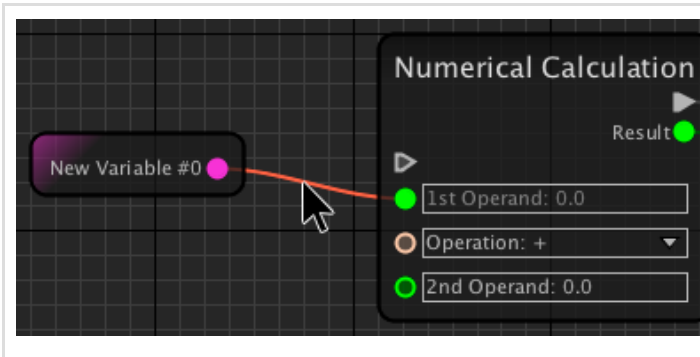 Numerical Calculation
Result
New Variable #0
1st Operand: 0.0
Operation: +
2nd Operand: 0.0